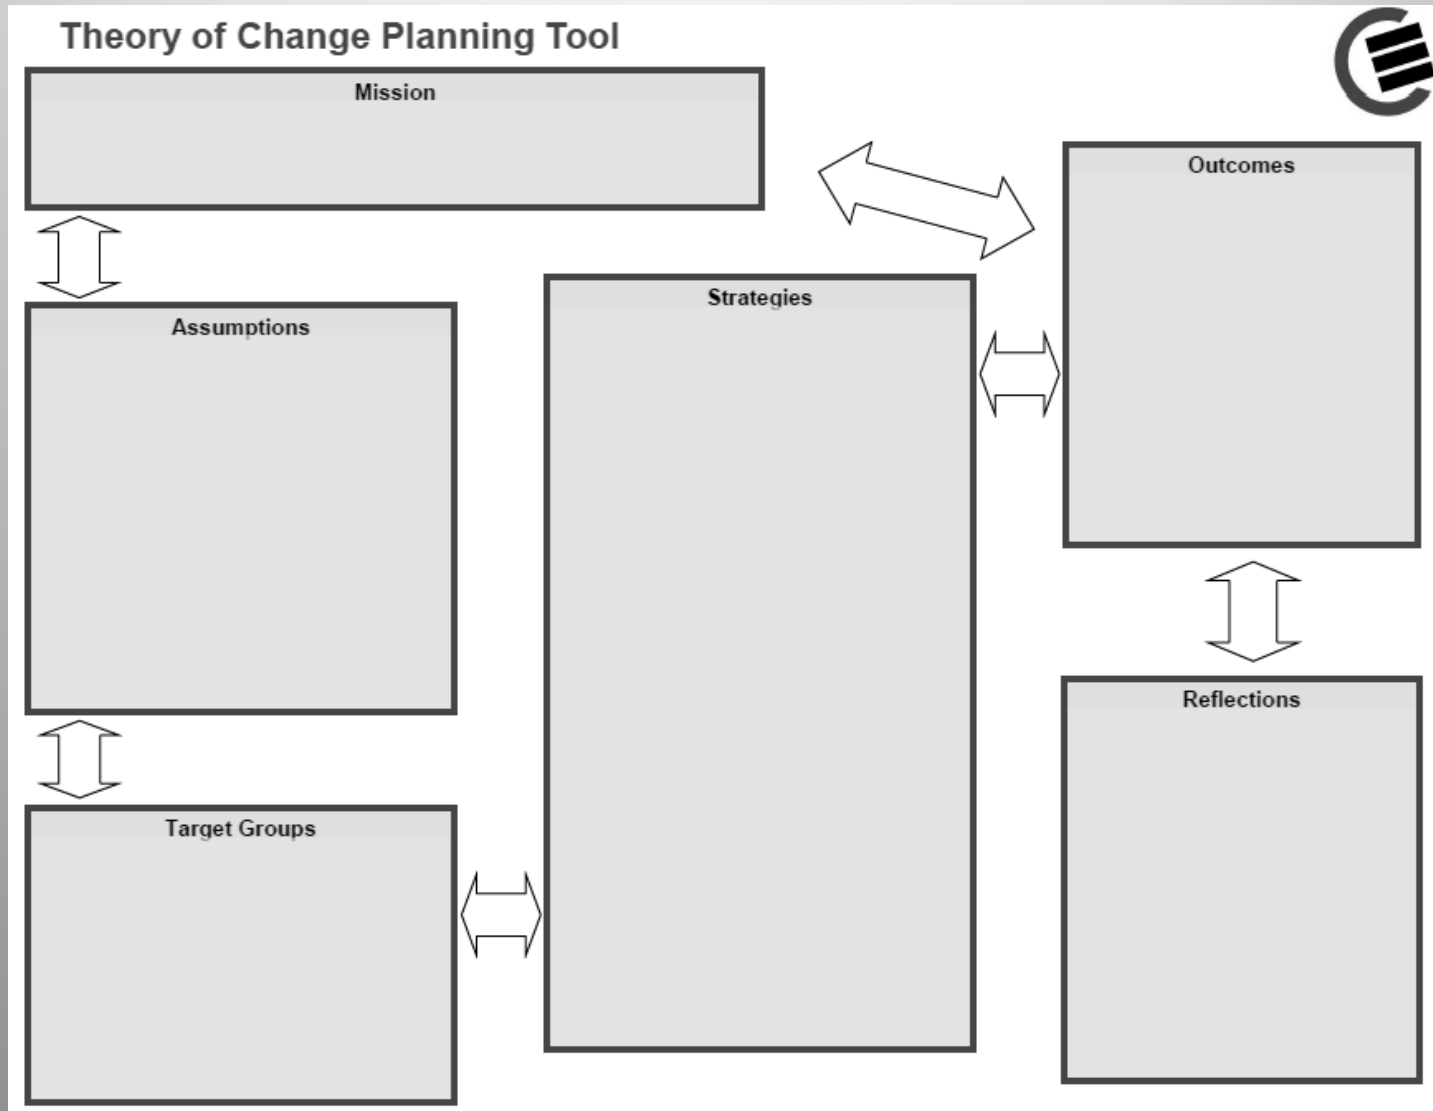 Theory of Change Planning Tool
Mission
Outcomes
Strategies
Assumptions
Reflections
Target Groups